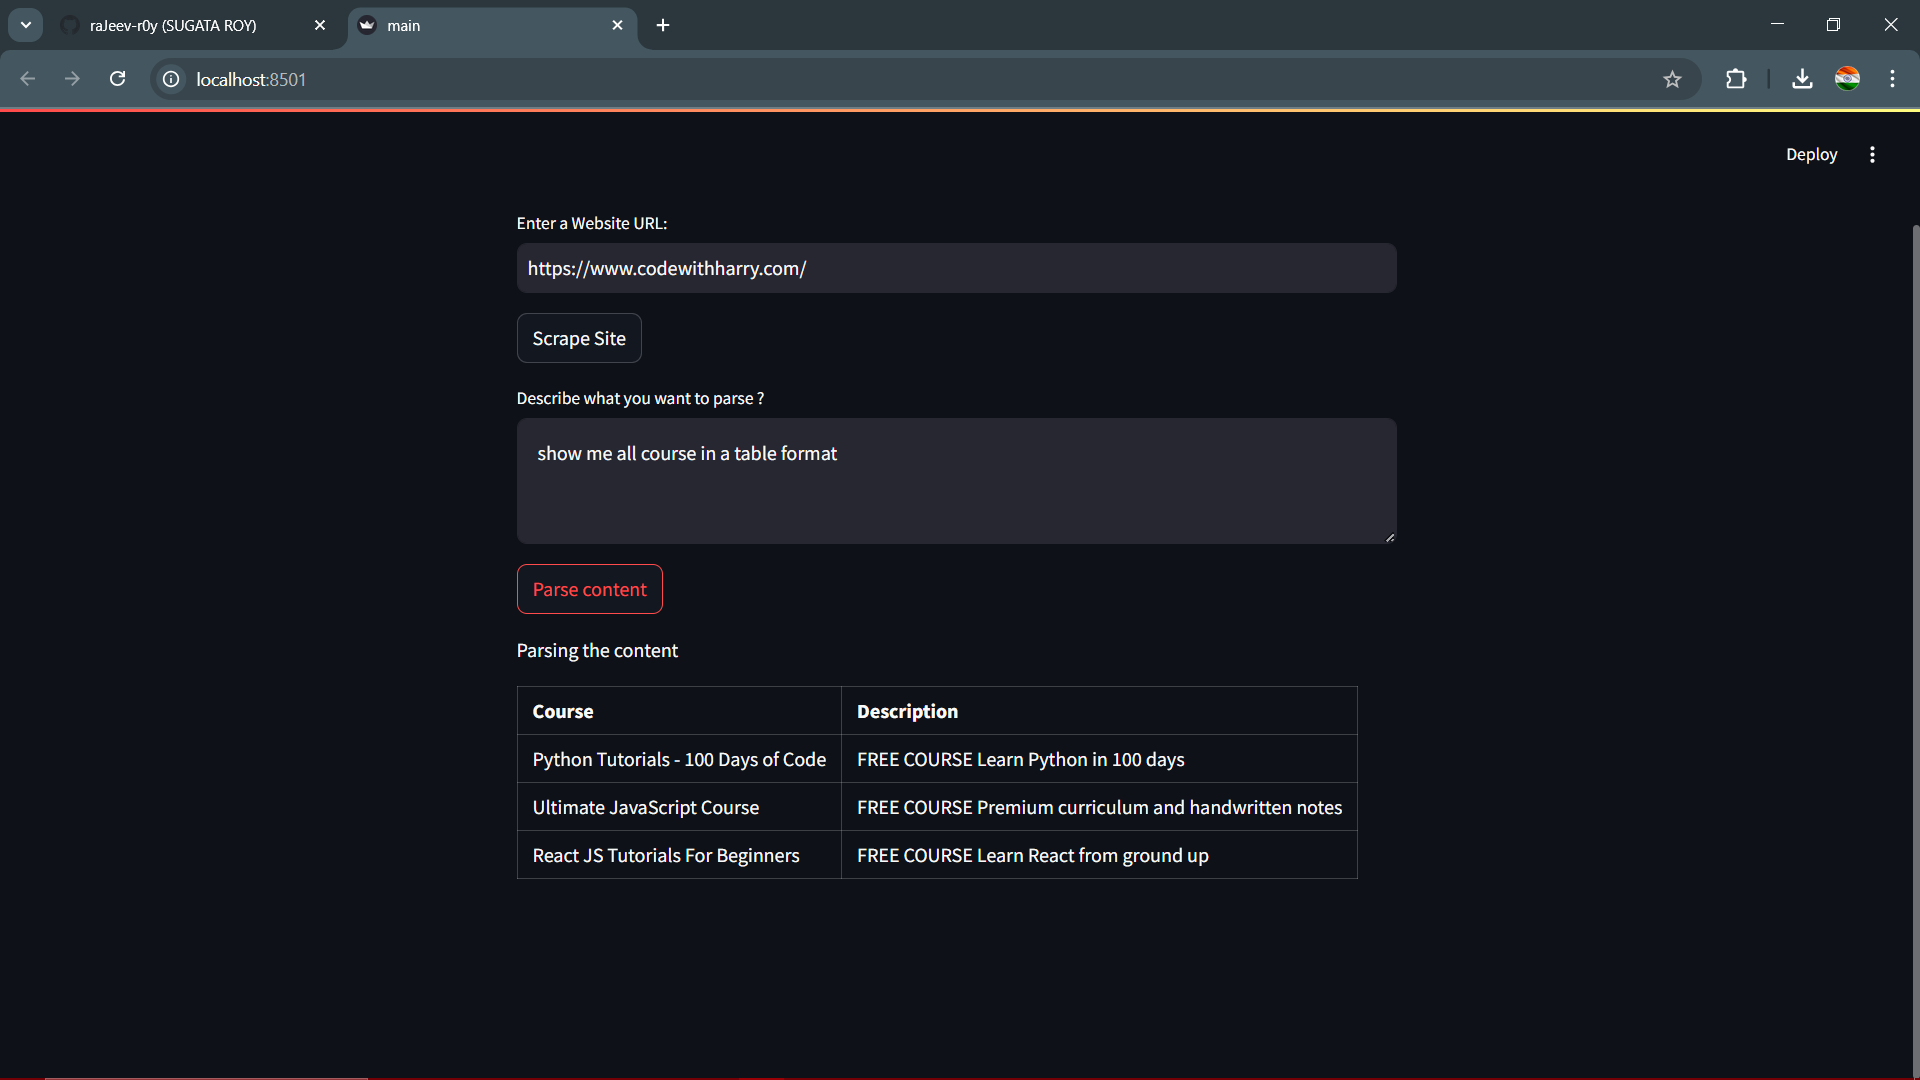 raJeev-r0y (SUGATA ROY)
main
localhost:8501
Deploy
Enter a Website URL:
https://www.codewithharry.com/
Scrape Site
Describe what you want to parse ?
show me all course in a table format
Parse content
Parsing the content
Course Description
Python Tutorials - 100 Days of Code FREE COURSE Learn Python in 100 days
Ultimate JavaScript Course FREE COURSE Premium curriculum and handwritten notes
React JS Tutorials For Beginners FREE COURSE Learn React from ground up